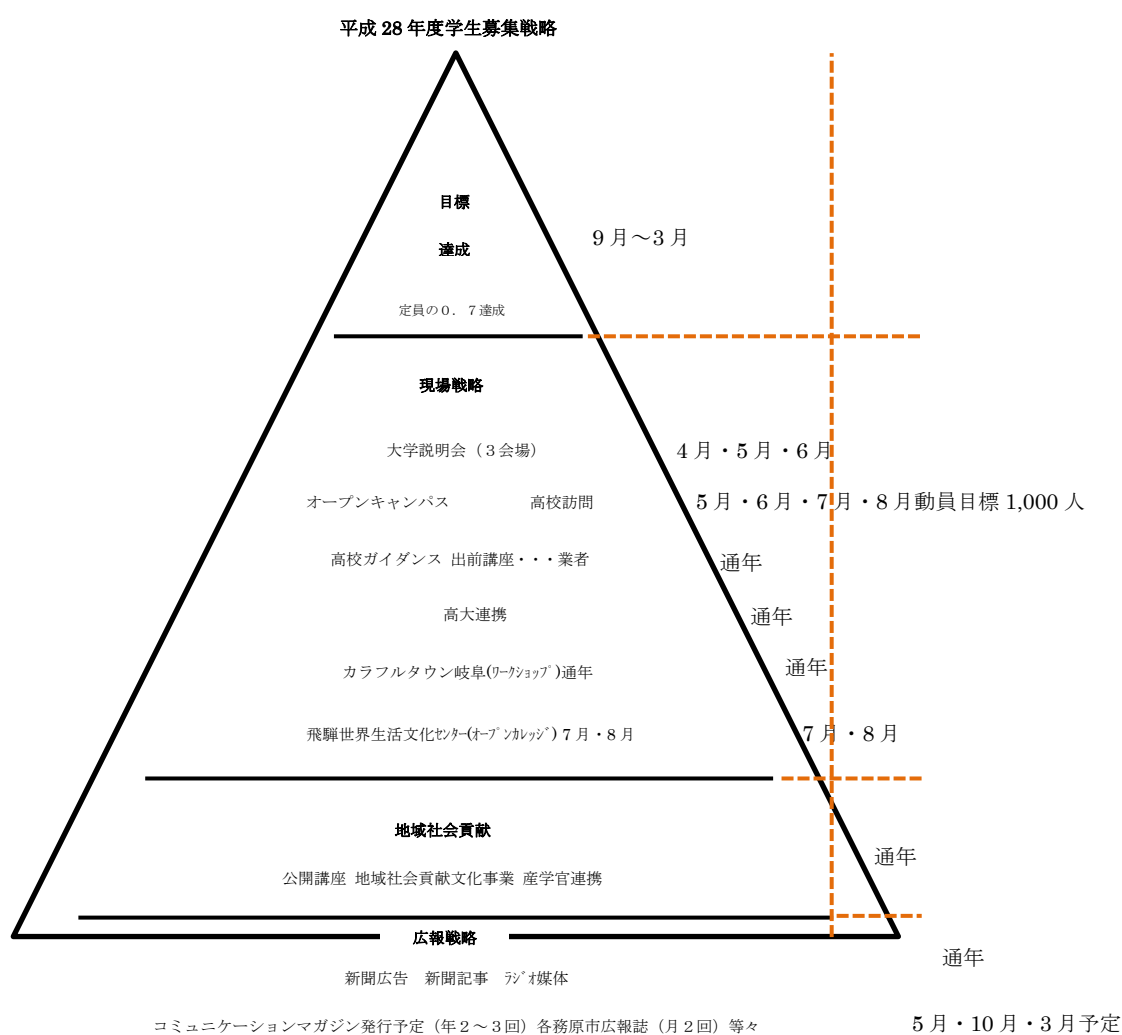 平成 28 年度学生募集戦略
目標
達成
9 月～3 月
定員の０．７達成
現場戦略
大学説明会（３会場） 4 月・5 月・6 月
オープンキャンパス 高校訪問 5 月・6 月・7 月・8 月動員目標 1,000 人
高校ガイダンス 出前講座・・・業者 通年
高大連携 通年
カラフルタウン岐阜(ﾜｰｸｼｮｯﾌﾟ)通年 通年
飛騨世界生活文化ｾﾝﾀｰ(ｵｰﾌﾟﾝｶﾚｯｼﾞ) 7 月・8 月 7 月・8 月
地域社会貢献
通年
公開講座 地域社会貢献文化事業 産学官連携
広報戦略
通年
新聞広告 新聞記事 ﾗｼﾞｵ媒体
コミュニケーションマガジン発行予定（年２～３回）各務原市広報誌（月２回）等々 5 月・10 月・3 月予定